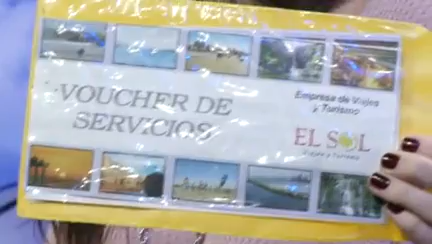 Empresa de Viajes
y Turismo
VOUCHER DE
SERVICIOS
EL SOL
Viajes y Turismo